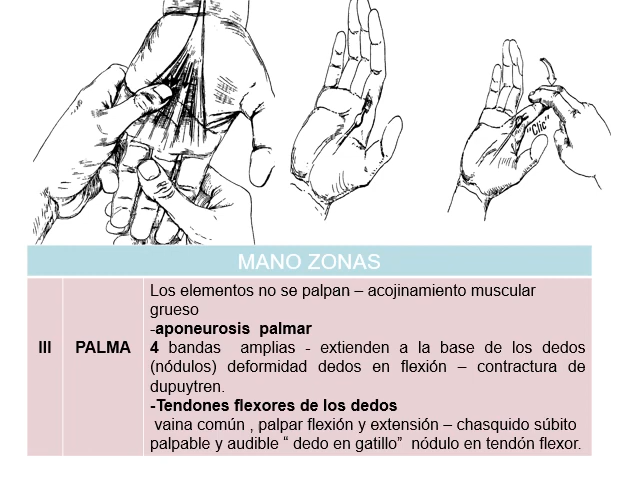 "Clic"
MANO ZONAS
III
PALMA
Los elementos no se palpan – acojinamiento muscular
grueso
-aponeurosis palmar
4 bandas amplias - extienden a la base de los dedos
(nódulos) deformidad dedos en flexión – contractura de
dupuytren.
-Tendones flexores de los dedos
vaina común , palpar flexión y extensión – chasquido súbito
palpable y audible “ dedo en gatillo” nódulo en tendón flexor.